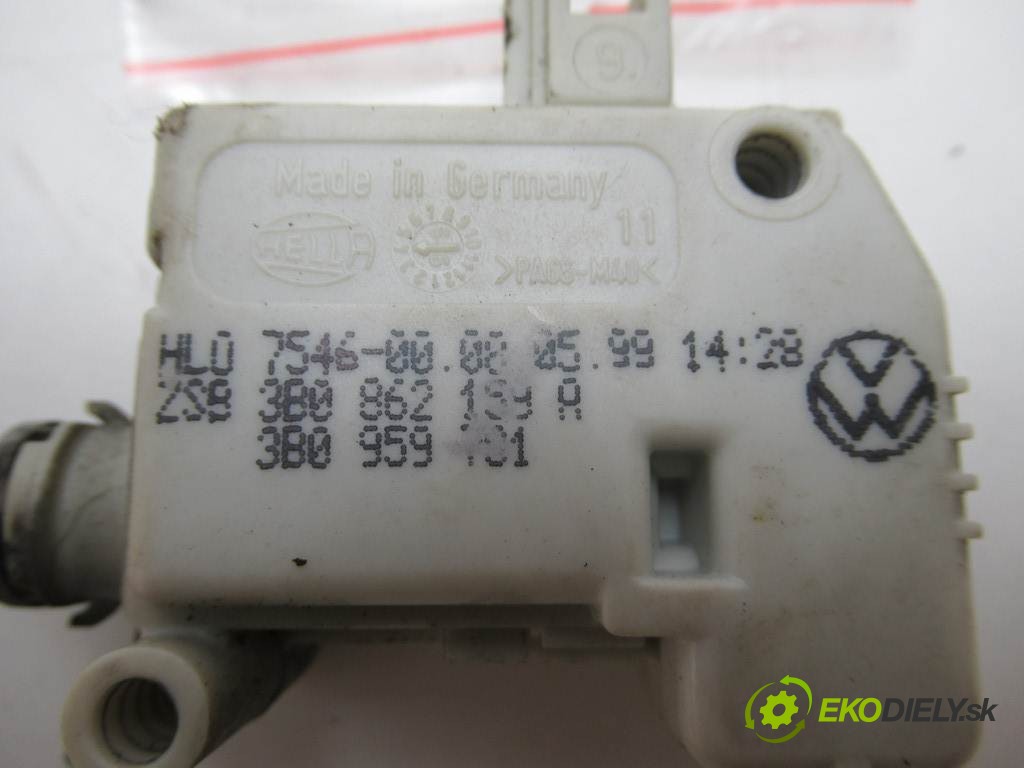 9.
Made in Germany
HELLA
11
>PA66-M40<
HLO 7546-00.00 05.99 14:28
ZSB 3B0 862 159 A
3B0 959 781
EKODIELY.sk